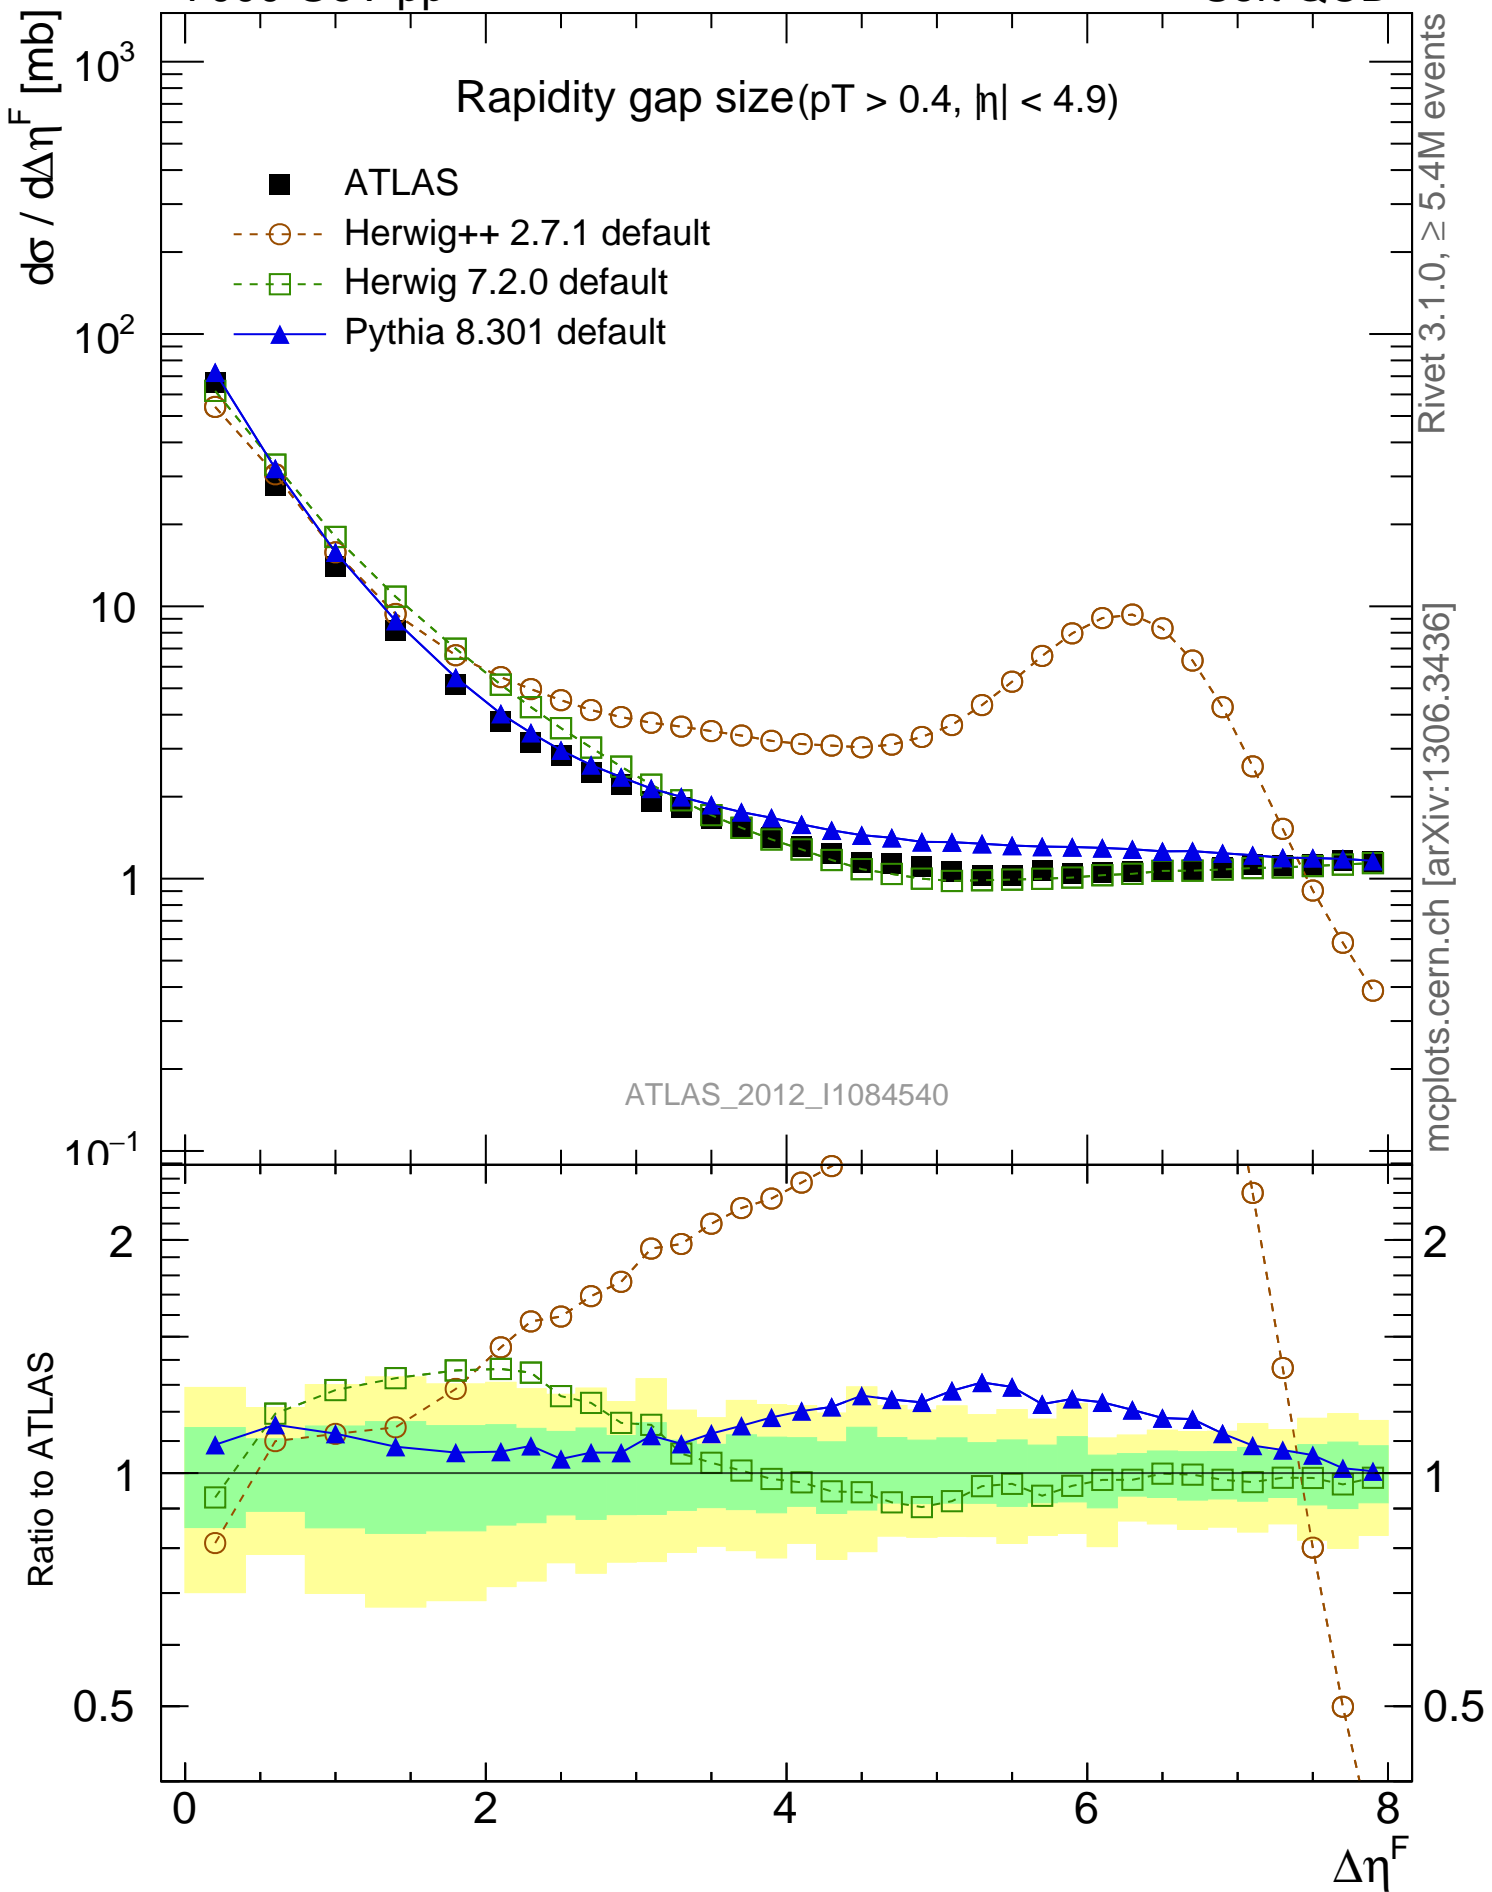 dσ / dΔη^F [mb]
Rapidity gap size (pT > 0.4, |η| < 4.9)
ATLAS
Herwig++ 2.7.1 default
Herwig 7.2.0 default
Pythia 8.301 default
10^3
10^2
10
1
10^−1
ATLAS_2012_I1084540
Rivet 3.1.0, ≥ 5.4M events
mcplots.cern.ch [arXiv:1306.3436]
Ratio to ATLAS
2
1
0.5
2
1
0.5
0 2 4 6 8
Δη^F